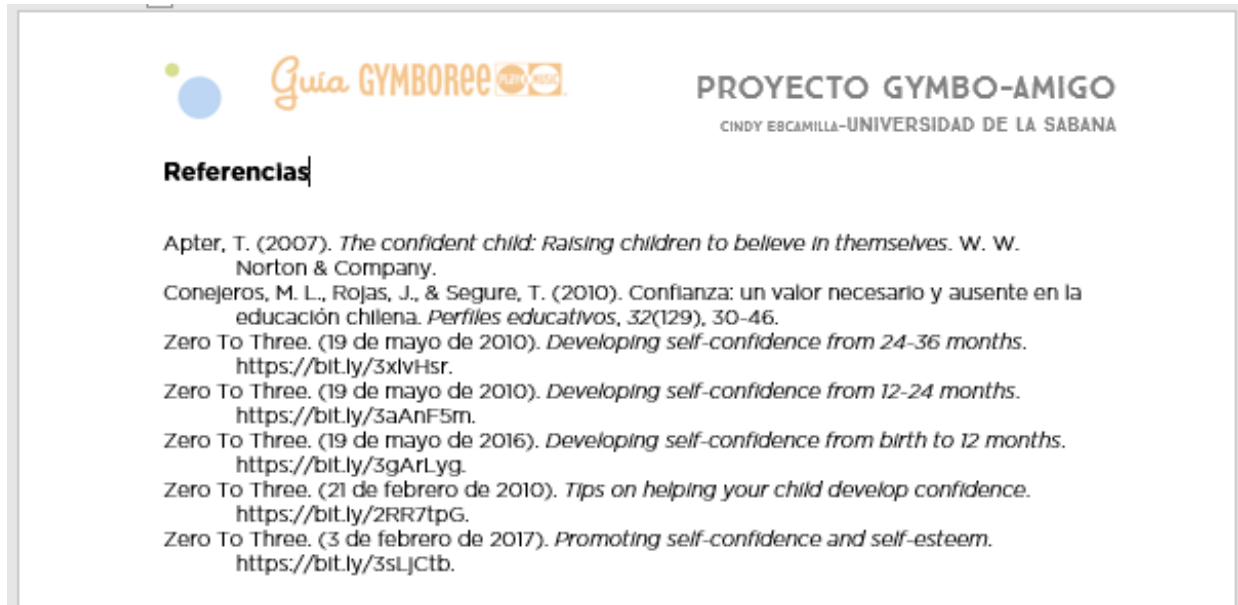 Guía GYMBOREE PLAY MUSIC
PROYECTO GYMBO-AMIGO
CINDY ESCAMILLA-UNIVERSIDAD DE LA SABANA
Referencias
Apter, T. (2007). The confident child: Raising children to believe in themselves. W. W.
Norton & Company.
Conejeros, M. L., Rojas, J., & Segure, T. (2010). Confianza: un valor necesario y ausente en la
educación chilena. Perfiles educativos, 32(129), 30-46.
Zero To Three. (19 de mayo de 2010). Developing self-confidence from 24-36 months.
https://bit.ly/3xIvHsr.
Zero To Three. (19 de mayo de 2010). Developing self-confidence from 12-24 months.
https://bit.ly/3aAnF5m.
Zero To Three. (19 de mayo de 2016). Developing self-confidence from birth to 12 months.
https://bit.ly/3gArLyg.
Zero To Three. (21 de febrero de 2010). Tips on helping your child develop confidence.
https://bit.ly/2RR7tpG.
Zero To Three. (3 de febrero de 2017). Promoting self-confidence and self-esteem.
https://bit.ly/3sLjCtb.